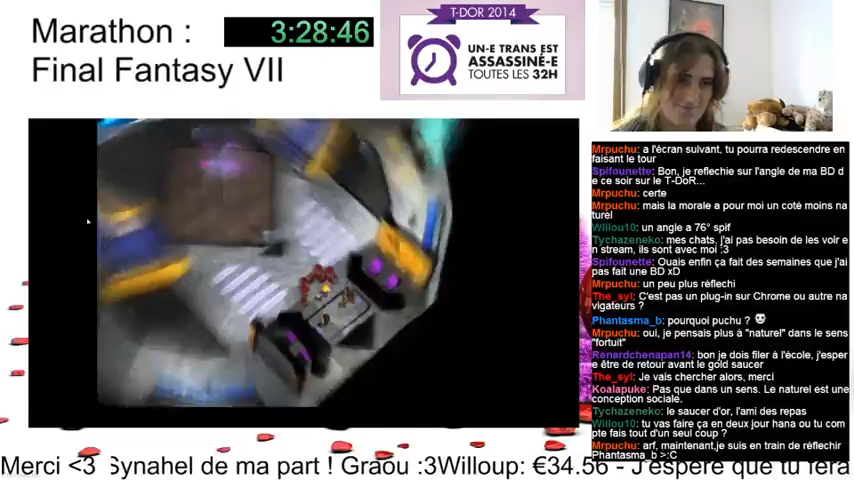 Marathon :
Final Fantasy VII
3:28:46
T-DOR 2014
UN-E TRANS EST
ASSASSINÉ-E
TOUTES LES 32H
Mrpuchu: a l'écran suivant, tu pourra redescendre en
faisant le tour
Spifounette: Bon, je reflechie sur l'angle de ma BD d
e ce soir sur le T-DoR...
Mrpuchu: certe
Mrpuchu: mais la morale a pour moi un coté moins na
turel
Willou10: un angle a 76° spif
Tychazeneko: mes chats, j'ai pas besoin de les voir e
n stream, ils sont avec moi :3
Spifounette: Ouais enfin ça fait des semaines que j'ai
pas fait une BD xD
Mrpuchu: un peu plus réflechi
The_syl: C'est pas un plug-in sur Chrome ou autre na
vigateurs ?
Phantasma_b: pourquoi puchu ?
Mrpuchu: oui, je pensais plus à "naturel" dans le sens
"fortuit"
Renardchenapan14: bon je dois filer à l'école, j'esper
e être de retour avant le gold saucer
The_syl: Je vais chercher alors, merci
Koalapuke: Pas que dans un sens. Le naturel est une
conception sociale.
Tychazeneko: le saucer d'or, l'ami des repas
Willou10: tu vas faire ça en deux jour hana ou tu com
pte fais tout d'un seul coup ?
Mrpuchu: arf, maintenant,je suis en train de réflechir
Phantasma_b >:C
Merci <3 Synahel de ma part ! Graou :3Willoup: €34.56 - J'espère que tu fera